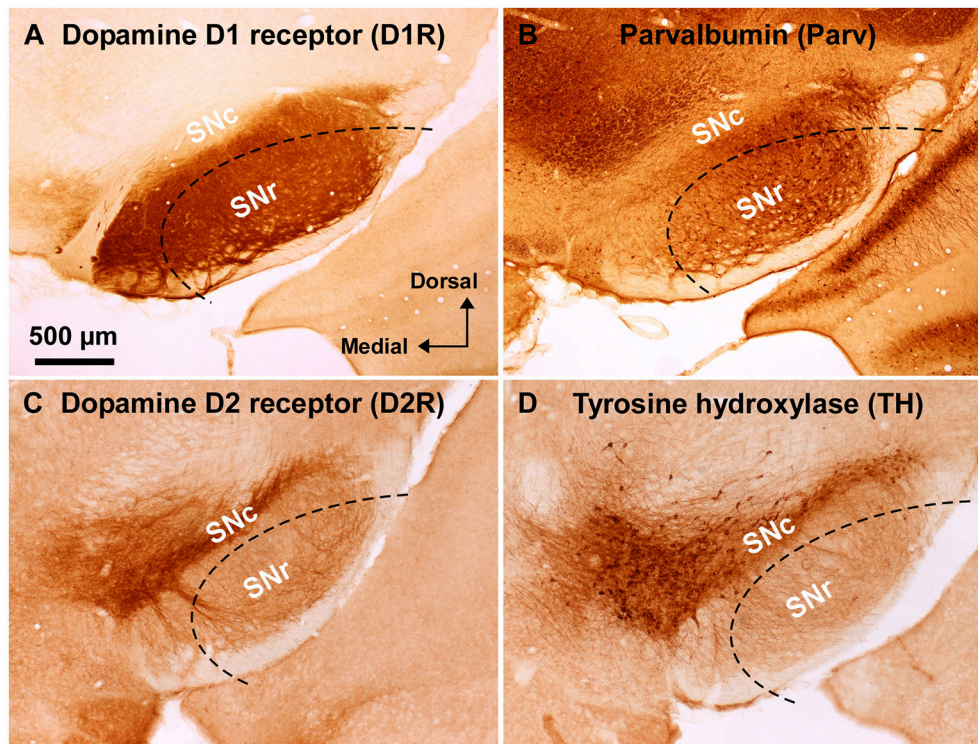 A Dopamine D1 receptor (D1R)
SNc
SNr
Dorsal
Medial
500 µm
B Parvalbumin (Parv)
SNc
SNr
C Dopamine D2 receptor (D2R)
SNc
SNr
D Tyrosine hydroxylase (TH)
SNc
SNr